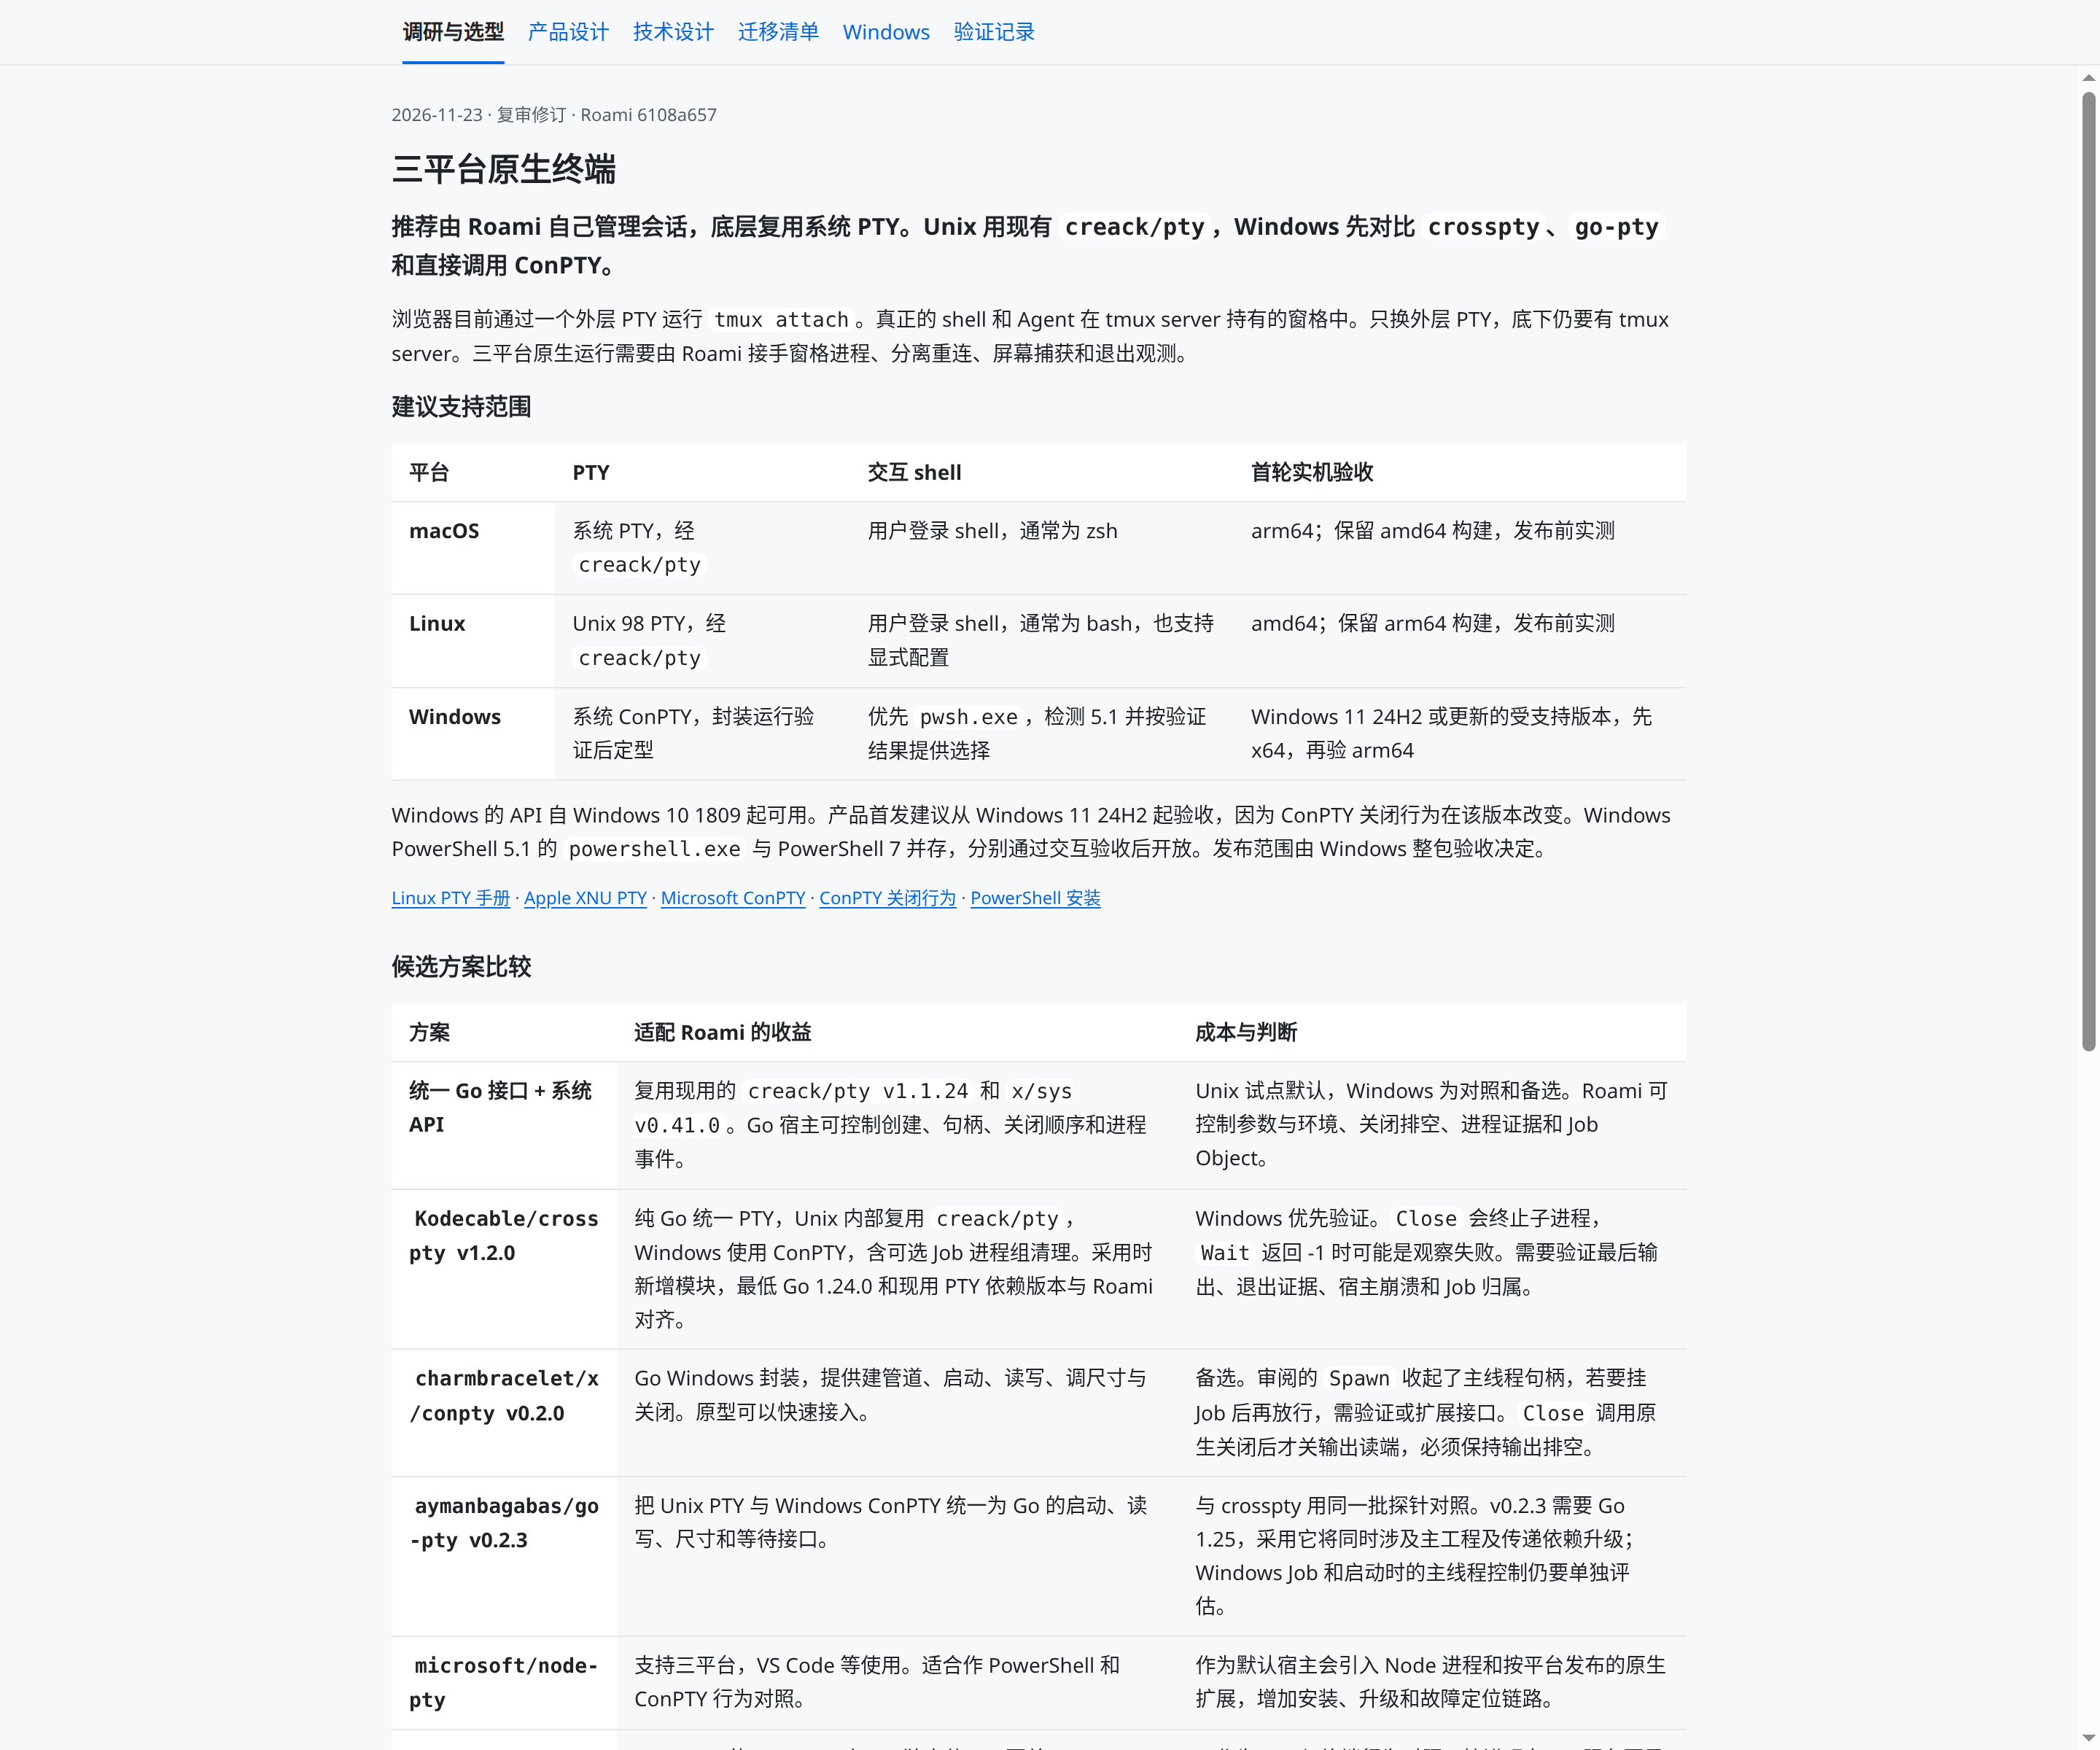 调研与选型 产品设计 技术设计 迁移清单 Windows 验证记录
2026-11-23 · 复审修订 · Roami 6108a657
三平台原生终端
推荐由 Roami 自己管理会话，底层复用系统 PTY。Unix 用现有 creack/pty，Windows 先对比 crosspty、go-pty
和直接调用 ConPTY。
浏览器目前通过一个外层 PTY 运行 tmux attach。真正的 shell 和 Agent 在 tmux server 持有的窗格中。只换外层 PTY，底下仍要有 tmux
server。三平台原生运行需要由 Roami 接手窗格进程、分离重连、屏幕捕获和退出观测。
建议支持范围
平台 PTY 交互 shell 首轮实机验收
macOS 系统 PTY，经 用户登录 shell，通常为 zsh arm64；保留 amd64 构建，发布前实测
creack/pty
Linux Unix 98 PTY，经 用户登录 shell，通常为 bash，也支持 amd64；保留 arm64 构建，发布前实测
creack/pty 显式配置
Windows 系统 ConPTY，封装运行验 优先 pwsh.exe，检测 5.1 并按验证 Windows 11 24H2 或更新的受支持版本，先
证后定型 结果提供选择 x64，再验 arm64
Windows 的 API 自 Windows 10 1809 起可用。产品首发建议从 Windows 11 24H2 起验收，因为 ConPTY 关闭行为在该版本改变。Windows
PowerShell 5.1 的 powershell.exe 与 PowerShell 7 并存，分别通过交互验收后开放。发布范围由 Windows 整包验收决定。
Linux PTY 手册 · Apple XNU PTY · Microsoft ConPTY · ConPTY 关闭行为 · PowerShell 安装
候选方案比较
方案 适配 Roami 的收益 成本与判断
统一 Go 接口 + 系统 复用现用的 creack/pty v1.1.24 和 x/sys Unix 试点默认，Windows 为对照和备选。Roami 可
API v0.41.0。Go 宿主可控制创建、句柄、关闭顺序和进程 控制参数与环境、关闭排空、进程证据和 Job
事件。 Object。
Kodecable/cross 纯 Go 统一 PTY，Unix 内部复用 creack/pty， Windows 优先验证。Close 会终止子进程，
pty v1.2.0 Windows 使用 ConPTY，含可选 Job 进程组清理。采用时 Wait 返回 -1 时可能是观察失败。需要验证最后输
新增模块，最低 Go 1.24.0 和现用 PTY 依赖版本与 Roami 出、退出证据、宿主崩溃和 Job 归属。
对齐。
charmbracelet/x Go Windows 封装，提供建管道、启动、读写、调尺寸与 备选。审阅的 Spawn 收起了主线程句柄，若要挂
/conpty v0.2.0 关闭。原型可以快速接入。 Job 后再放行，需验证或扩展接口。Close 调用原
生关闭后才关输出读端，必须保持输出排空。
aymanbagabas/go 把 Unix PTY 与 Windows ConPTY 统一为 Go 的启动、读 与 crosspty 用同一批探针对照。v0.2.3 需要 Go
-pty v0.2.3 写、尺寸和等待接口。 1.25，采用它将同时涉及主工程及传递依赖升级；
Windows Job 和启动时的主线程控制仍要单独评
估。
microsoft/node- 支持三平台，VS Code 等使用。适合作 PowerShell 和 作为默认宿主会引入 Node 进程和按平台发布的原生
pty ConPTY 行为对照。 扩展，增加安装、升级和故障定位链路。